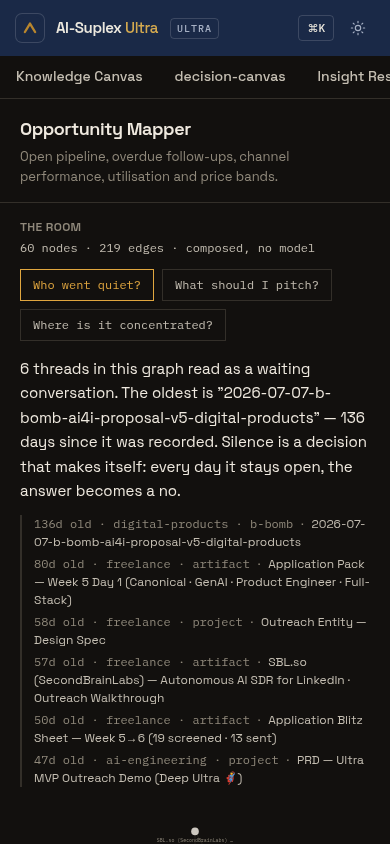 AI-Suplex Ultra ULTRA ⌘K
Knowledge Canvas decision-canvas Insight Res
Opportunity Mapper
Open pipeline, overdue follow-ups, channel
performance, utilisation and price bands.
THE ROOM
60 nodes · 219 edges · composed, no model
Who went quiet? What should I pitch?
Where is it concentrated?
6 threads in this graph read as a waiting
conversation. The oldest is "2026-07-07-b-
bomb-ai4i-proposal-v5-digital-products" — 136
days since it was recorded. Silence is a decision
that makes itself: every day it stays open, the
answer becomes a no.
136d old · digital-products · b-bomb · 2026-07-
07-b-bomb-ai4i-proposal-v5-digital-products
80d old · freelance · artifact · Application Pack
— Week 5 Day 1 (Canonical · GenAI · Product Engineer · Full-
Stack)
58d old · freelance · project · Outreach Entity —
Design Spec
57d old · freelance · artifact · SBL.so
(SecondBrainLabs) — Autonomous AI SDR for LinkedIn ·
Outreach Walkthrough
50d old · freelance · artifact · Application Blitz
Sheet — Week 5→6 (19 screened · 13 sent)
47d old · ai-engineering · project · PRD — Ultra
MVP Outreach Demo (Deep Ultra 🦸)
SBL.so (SecondBrainLabs) —